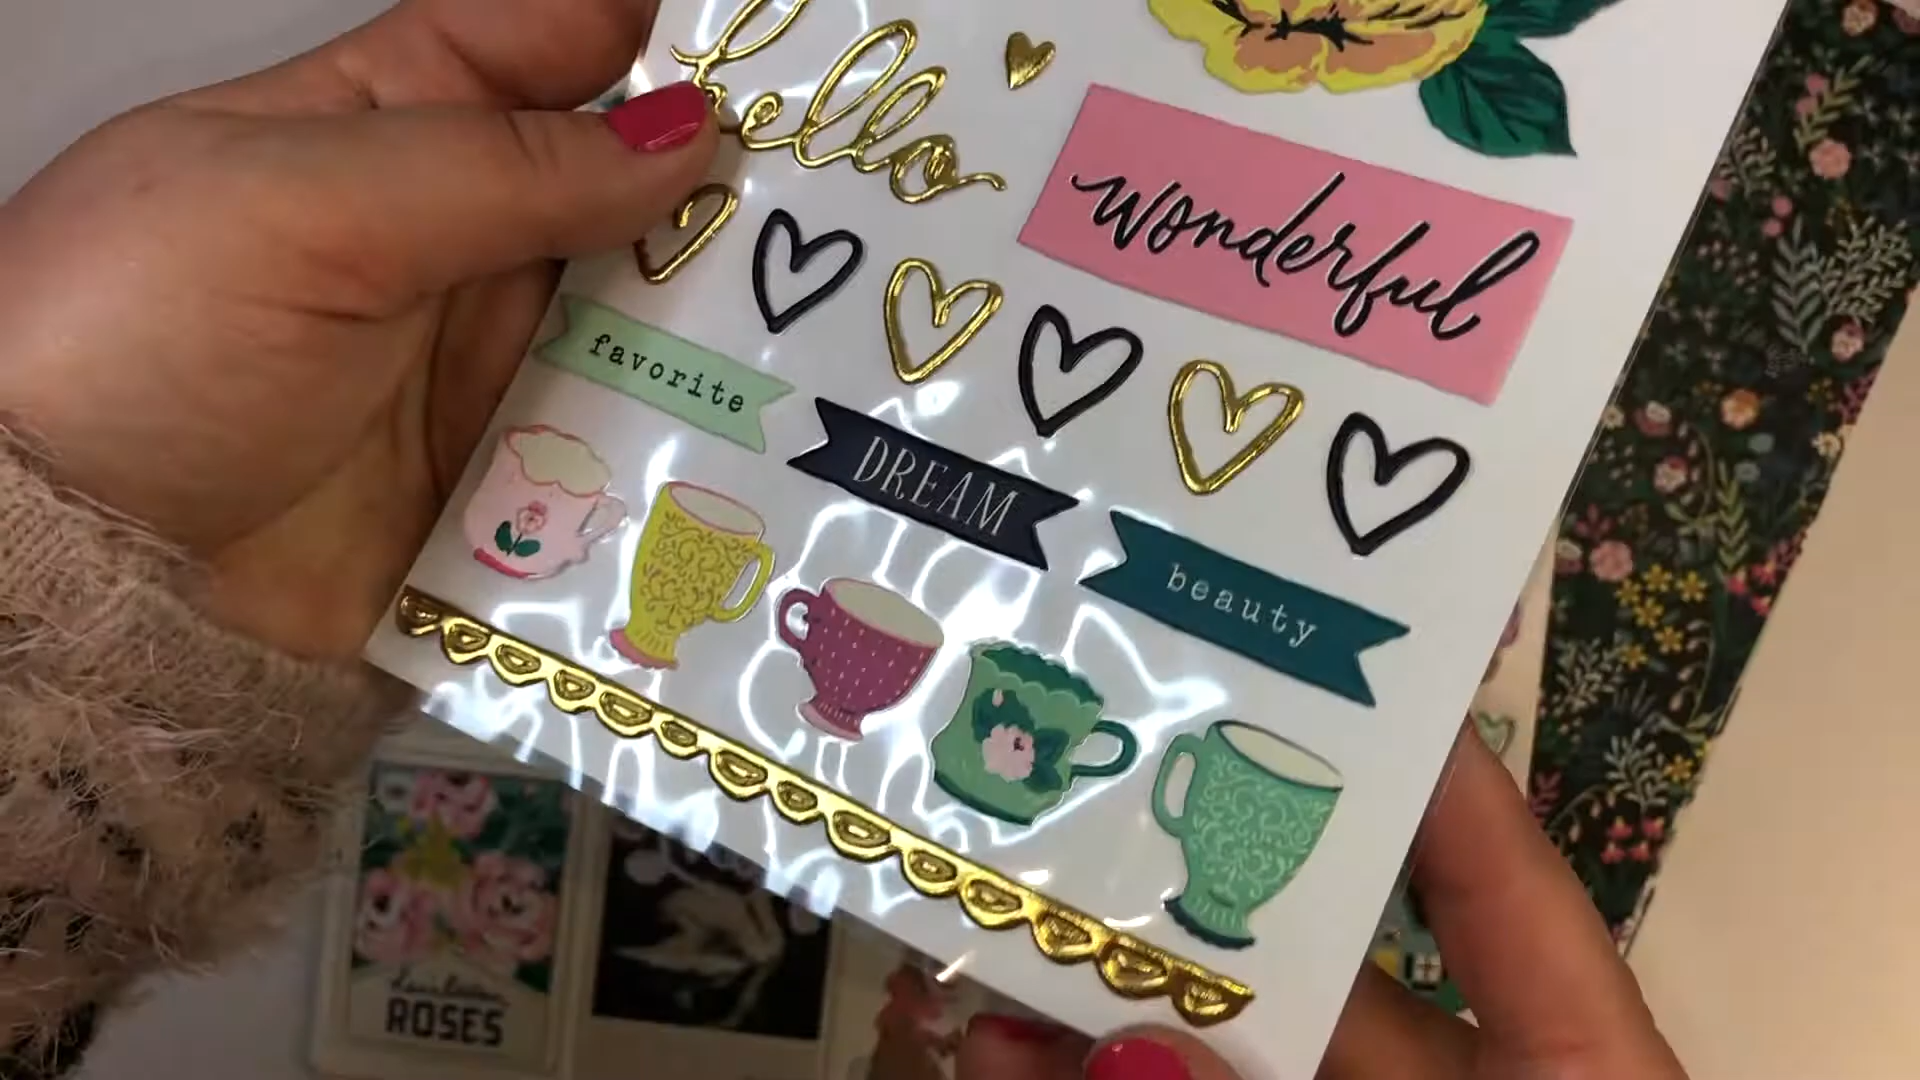 hello
wonderful
favorite
DREAM
beauty
ROSES